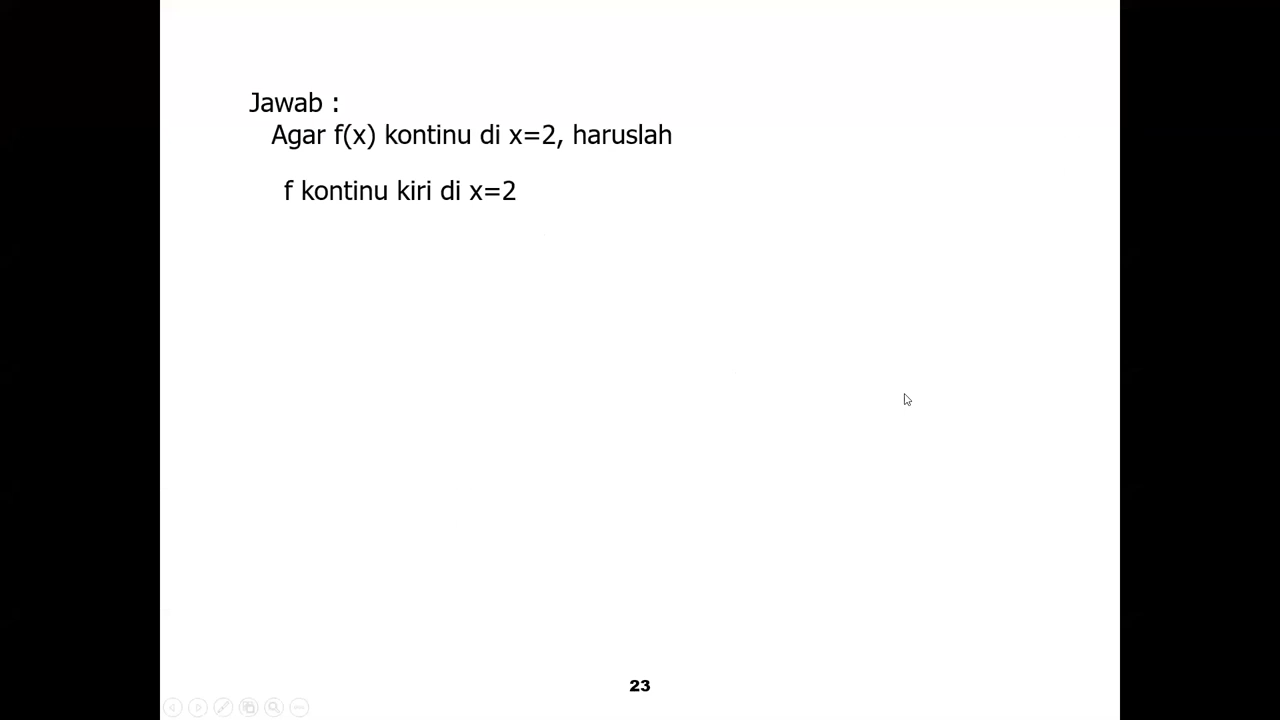 Jawab :
Agar f(x) kontinu di x=2, haruslah
f kontinu kiri di x=2
23